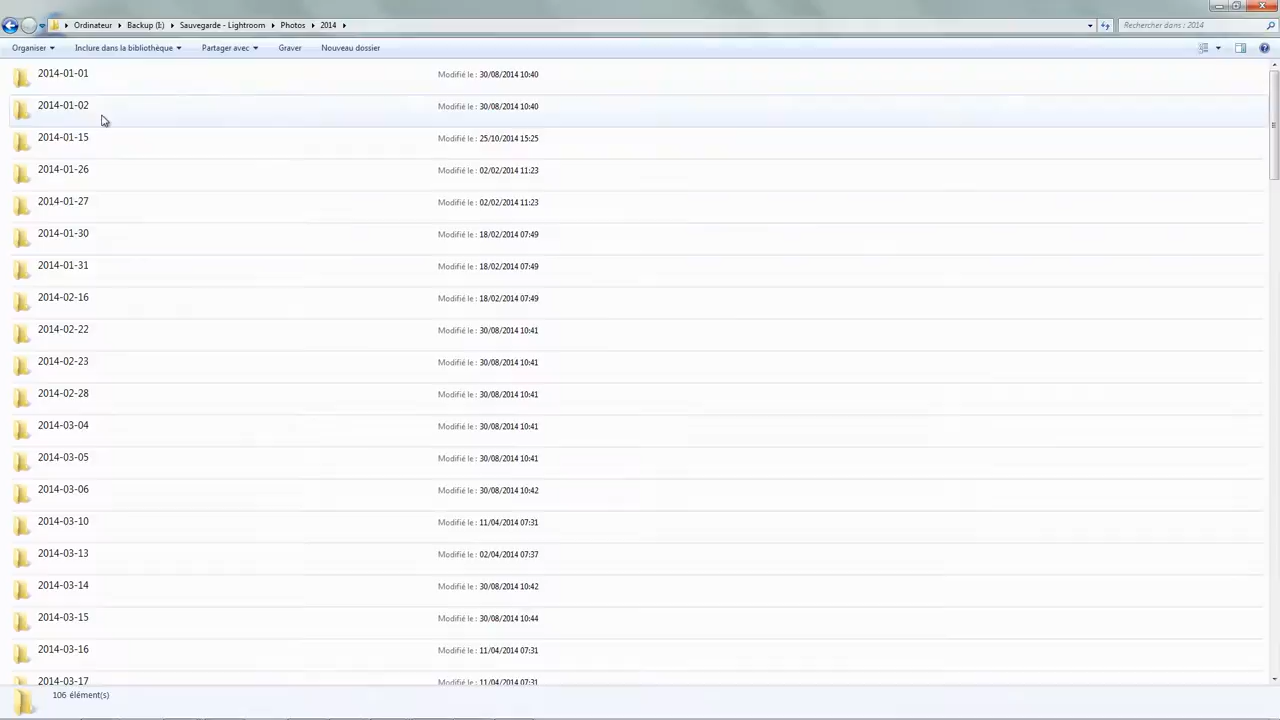 Ordinateur Backup (I:) Sauvegarde - Lightroom Photos 2014 Rechercher dans : 2014
Organiser Inclure dans la bibliothèque Partager avec Graver Nouveau dossier
2014-01-01 Modifié le : 30/08/2014 10:40
2014-01-02 Modifié le : 30/08/2014 10:40
2014-01-15 Modifié le : 25/10/2014 15:25
2014-01-26 Modifié le : 02/02/2014 11:23
2014-01-27 Modifié le : 02/02/2014 11:23
2014-01-30 Modifié le : 18/02/2014 07:49
2014-01-31 Modifié le : 18/02/2014 07:49
2014-02-16 Modifié le : 18/02/2014 07:49
2014-02-22 Modifié le : 30/08/2014 10:41
2014-02-23 Modifié le : 30/08/2014 10:41
2014-02-28 Modifié le : 30/08/2014 10:41
2014-03-04 Modifié le : 30/08/2014 10:41
2014-03-05 Modifié le : 30/08/2014 10:41
2014-03-06 Modifié le : 30/08/2014 10:42
2014-03-10 Modifié le : 11/04/2014 07:31
2014-03-13 Modifié le : 02/04/2014 07:37
2014-03-14 Modifié le : 30/08/2014 10:42
2014-03-15 Modifié le : 30/08/2014 10:44
2014-03-16 Modifié le : 11/04/2014 07:31
2014-03-17 Modifié le : 11/04/2014 07:31
106 élément(s)